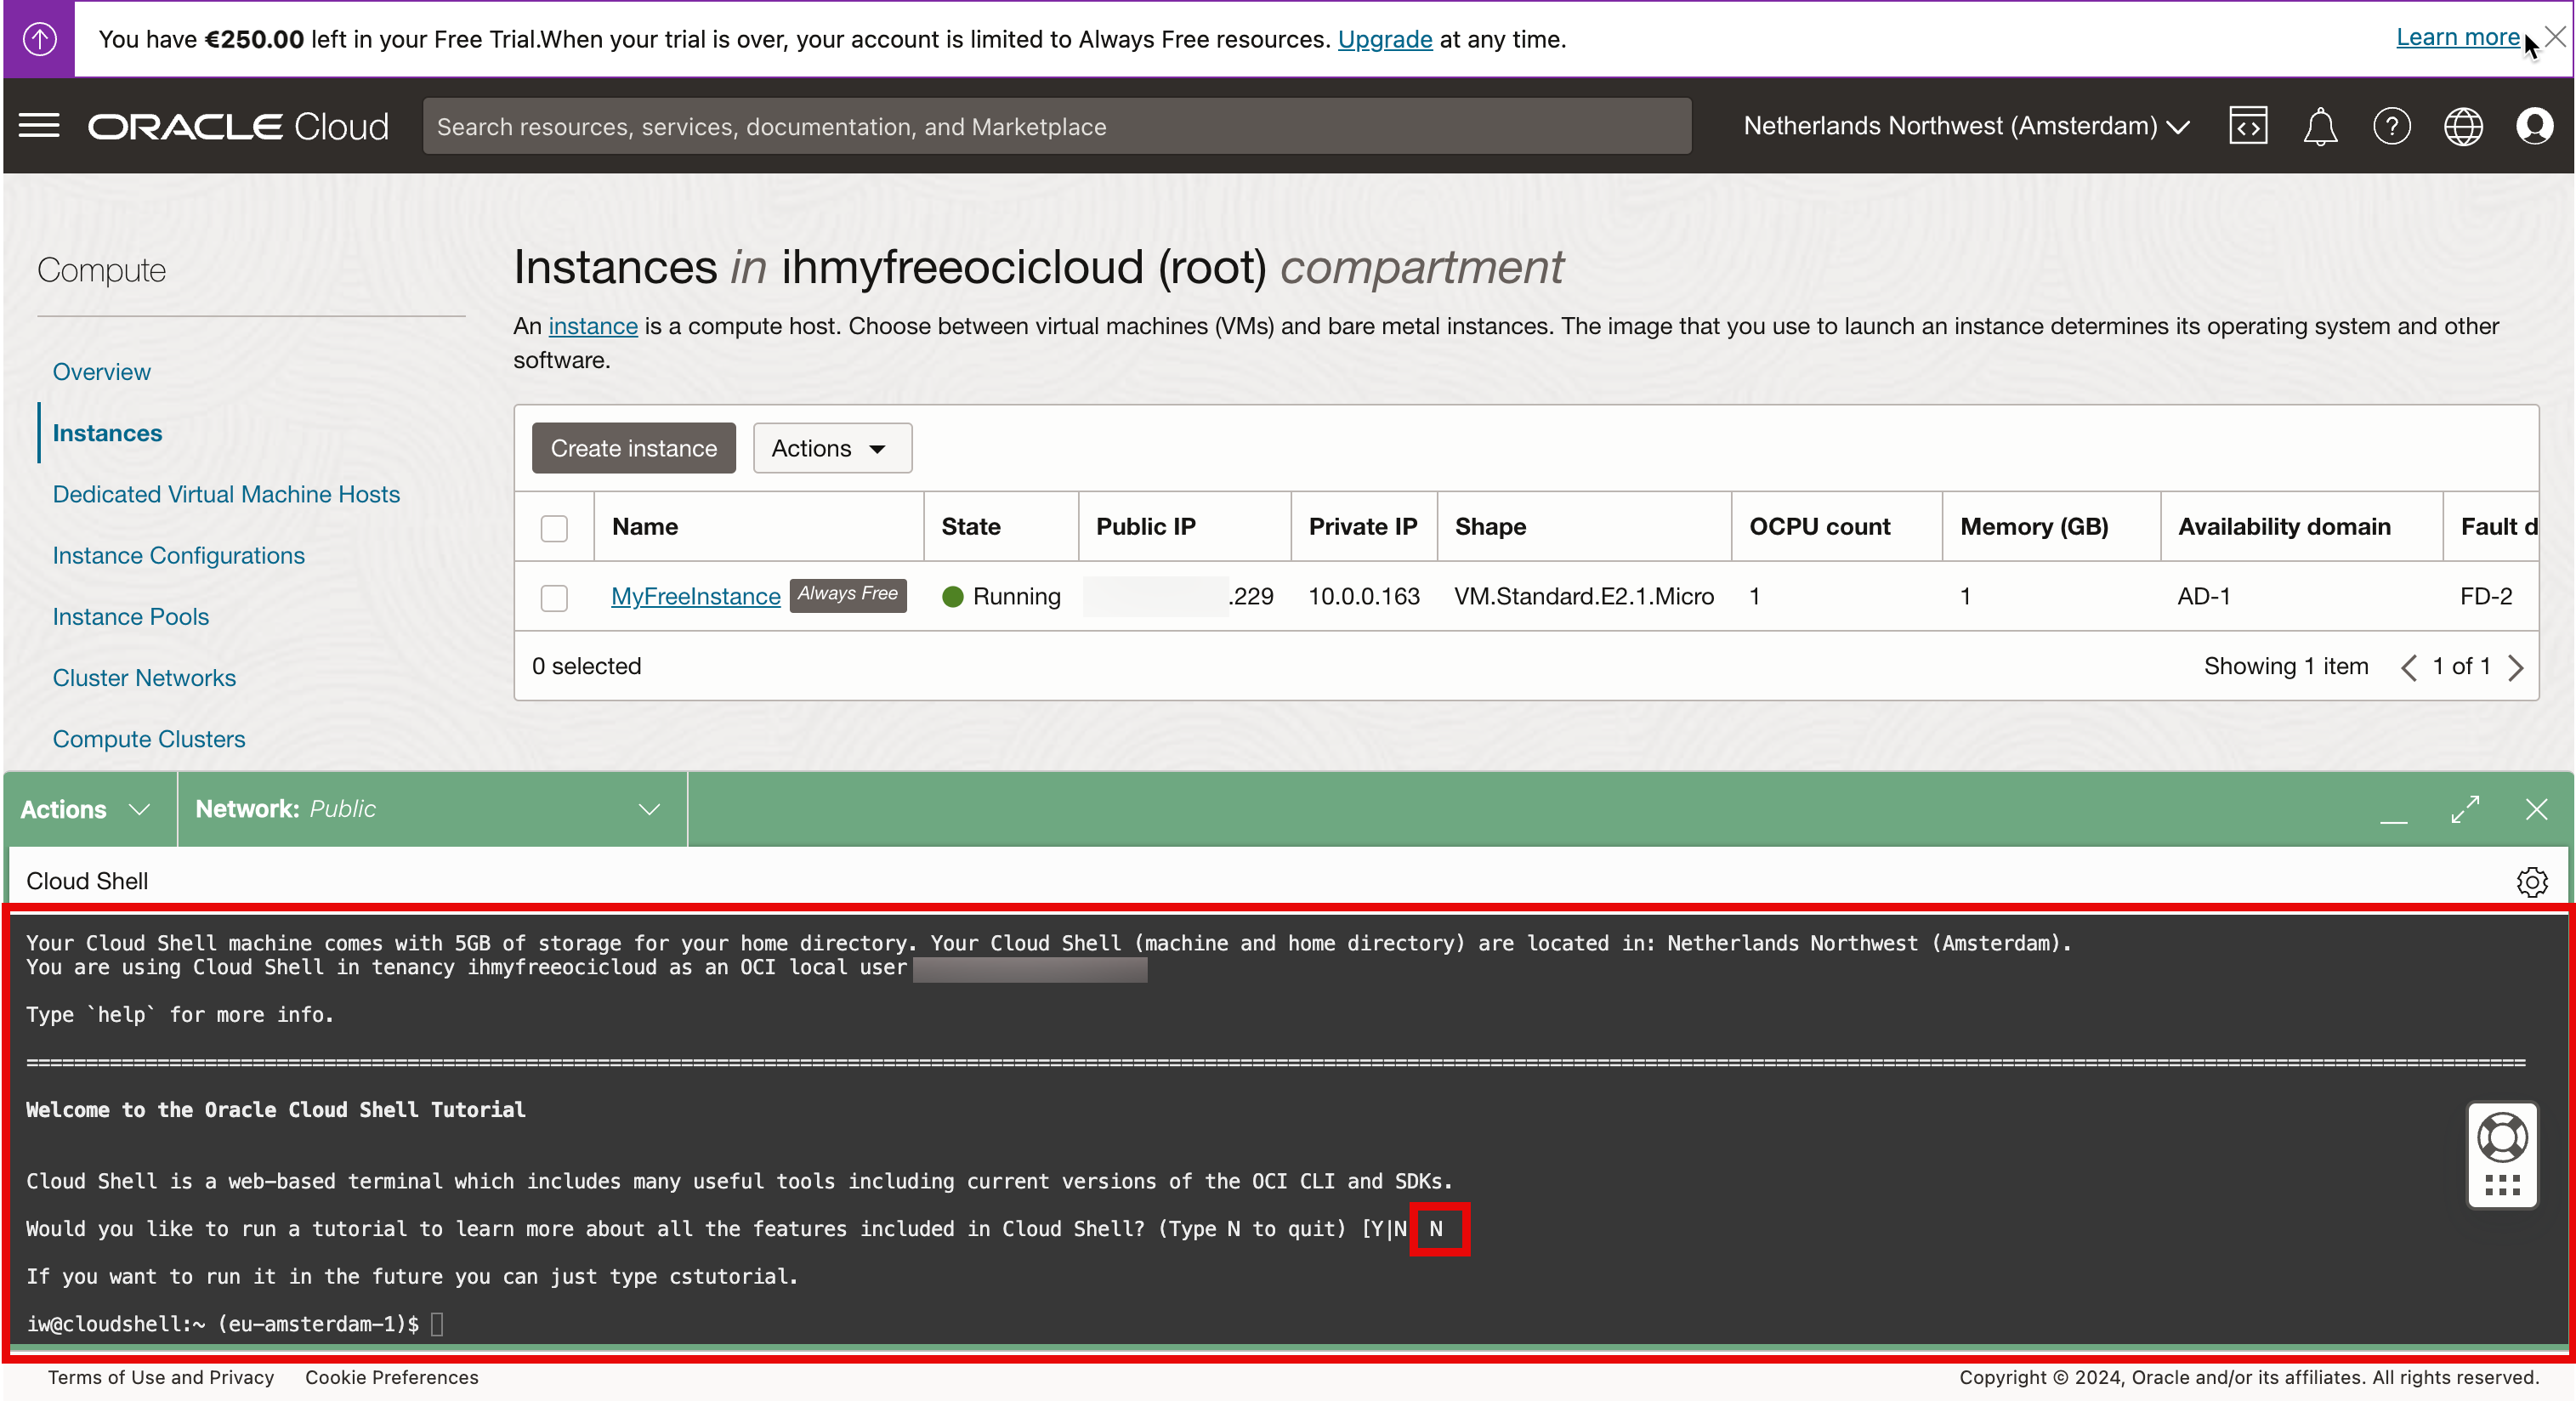 You have €250.00 left in your Free Trial.When your trial is over, your account is limited to Always Free resources. Upgrade at any time.
Learn more
ORACLE Cloud
Search resources, services, documentation, and Marketplace
Netherlands Northwest (Amsterdam)
Compute
Overview
Instances
Dedicated Virtual Machine Hosts
Instance Configurations
Instance Pools
Cluster Networks
Compute Clusters
Instances in ihmyfreeocicloud (root) compartment
An instance is a compute host. Choose between virtual machines (VMs) and bare metal instances. The image that you use to launch an instance determines its operating system and other
software.
Create instance
Actions
Name State Public IP Private IP Shape OCPU count Memory (GB) Availability domain Fault d
MyFreeInstance Always Free Running .229 10.0.0.163 VM.Standard.E2.1.Micro 1 1 AD-1 FD-2
0 selected
Showing 1 item 1 of 1
Actions
Network: Public
Cloud Shell
Your Cloud Shell machine comes with 5GB of storage for your home directory. Your Cloud Shell (machine and home directory) are located in: Netherlands Northwest (Amsterdam).
You are using Cloud Shell in tenancy ihmyfreeocicloud as an OCI local user
Type `help` for more info.
Welcome to the Oracle Cloud Shell Tutorial
Cloud Shell is a web-based terminal which includes many useful tools including current versions of the OCI CLI and SDKs.
Would you like to run a tutorial to learn more about all the features included in Cloud Shell? (Type N to quit) [Y|N N
If you want to run it in the future you can just type cstutorial.
iw@cloudshell:~ (eu-amsterdam-1)$
Terms of Use and Privacy
Cookie Preferences
Copyright © 2024, Oracle and/or its affiliates. All rights reserved.